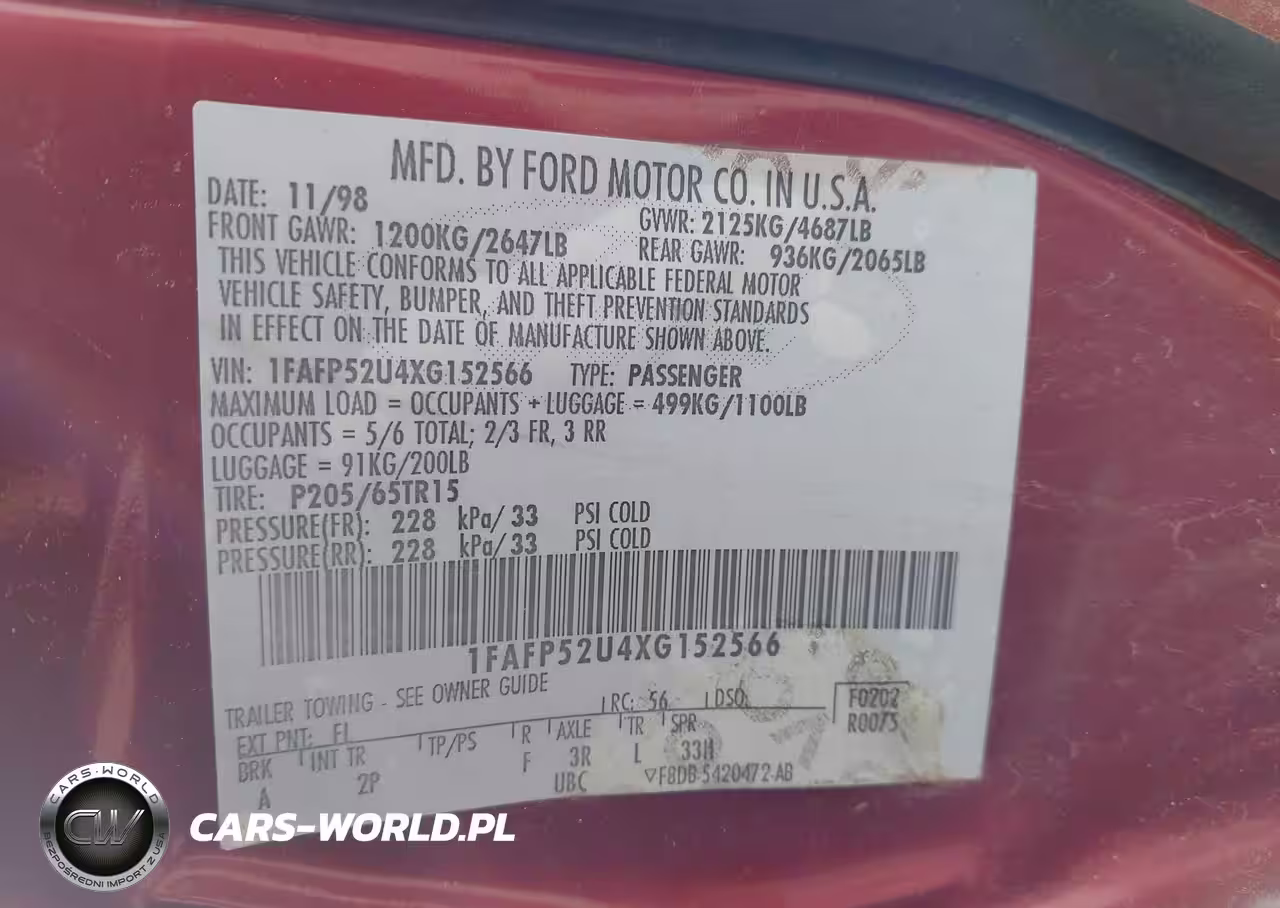 MFD. BY FORD MOTOR CO. IN U.S.A.
DATE: 11/98 GVWR: 2125KG/4687LB
FRONT GAWR: 1200KG/2647LB REAR GAWR: 936KG/2065LB
THIS VEHICLE CONFORMS TO ALL APPLICABLE FEDERAL MOTOR
VEHICLE SAFETY, BUMPER, AND THEFT PREVENTION STANDARDS
IN EFFECT ON THE DATE OF MANUFACTURE SHOWN ABOVE.
VIN: 1FAFP52U4XG152566 TYPE: PASSENGER
MAXIMUM LOAD = OCCUPANTS + LUGGAGE = 499KG/1100LB
OCCUPANTS = 5/6 TOTAL; 2/3 FR, 3 RR
LUGGAGE = 91KG/200LB
TIRE: P205/65TR15
PRESSURE(FR): 228 kPa/33 PSI COLD
PRESSURE(RR): 228 kPa/33 PSI COLD
1FAFP52U4XG152566
TRAILER TOWING - SEE OWNER GUIDE
EXT PNT: EL RC: 56 DSO: F0202
R0075
BRK INT TR TP/PS R AXLE TR SPR
A 2P F 3R L 33H
UBC ▽F8DB-5420472-AB
CARS-WORLD
CW
BEZPOŚREDNI IMPORT Z USA
CARS-WORLD.PL